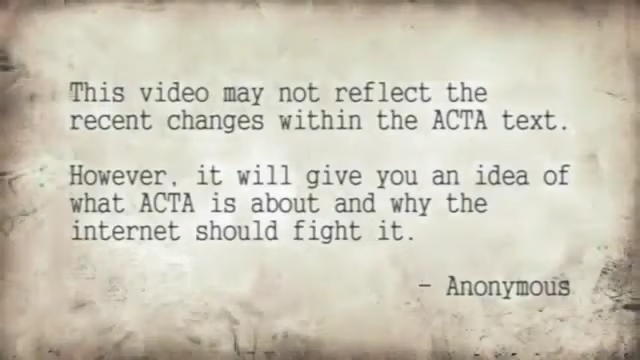 This video may not reflect the
recent changes within the ACTA text.
However, it will give you an idea of
what ACTA is about and why the
internet should fight it.
- Anonymous